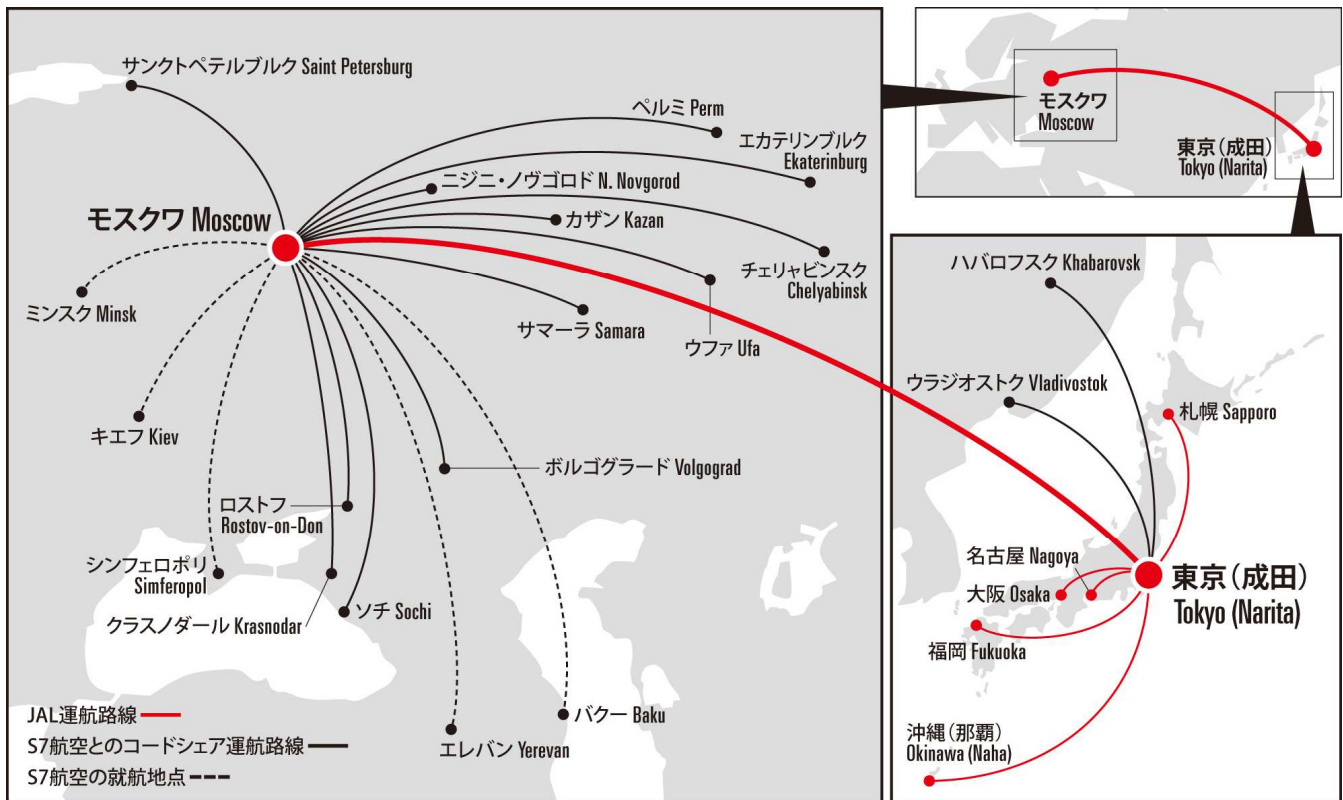 サンクトペテルブルク Saint Petersburg
ペルミ Perm
エカテリンブルク
Ekaterinburg
ニジニ・ノヴゴロド N. Novgorod
カザン Kazan
モスクワ Moscow
チェリャビンスク
Chelyabinsk
ミンスク Minsk
サマーラ Samara
ウファ Ufa
キエフ Kiev
ボルゴグラード Volgograd
ロストフ
Rostov-on-Don
シンフェロポリ
Simferopol
クラスノダール Krasnodar
ソチ Sochi
バクー Baku
エレバン Yerevan
JAL運航路線
S7航空とのコードシェア運航路線
S7航空の就航地点
モスクワ
Moscow
東京(成田)
Tokyo (Narita)
ハバロフスク Khabarovsk
ウラジオストク Vladivostok
札幌 Sapporo
名古屋 Nagoya
大阪 Osaka
東京(成田)
Tokyo (Narita)
福岡 Fukuoka
沖縄(那覇)
Okinawa (Naha)